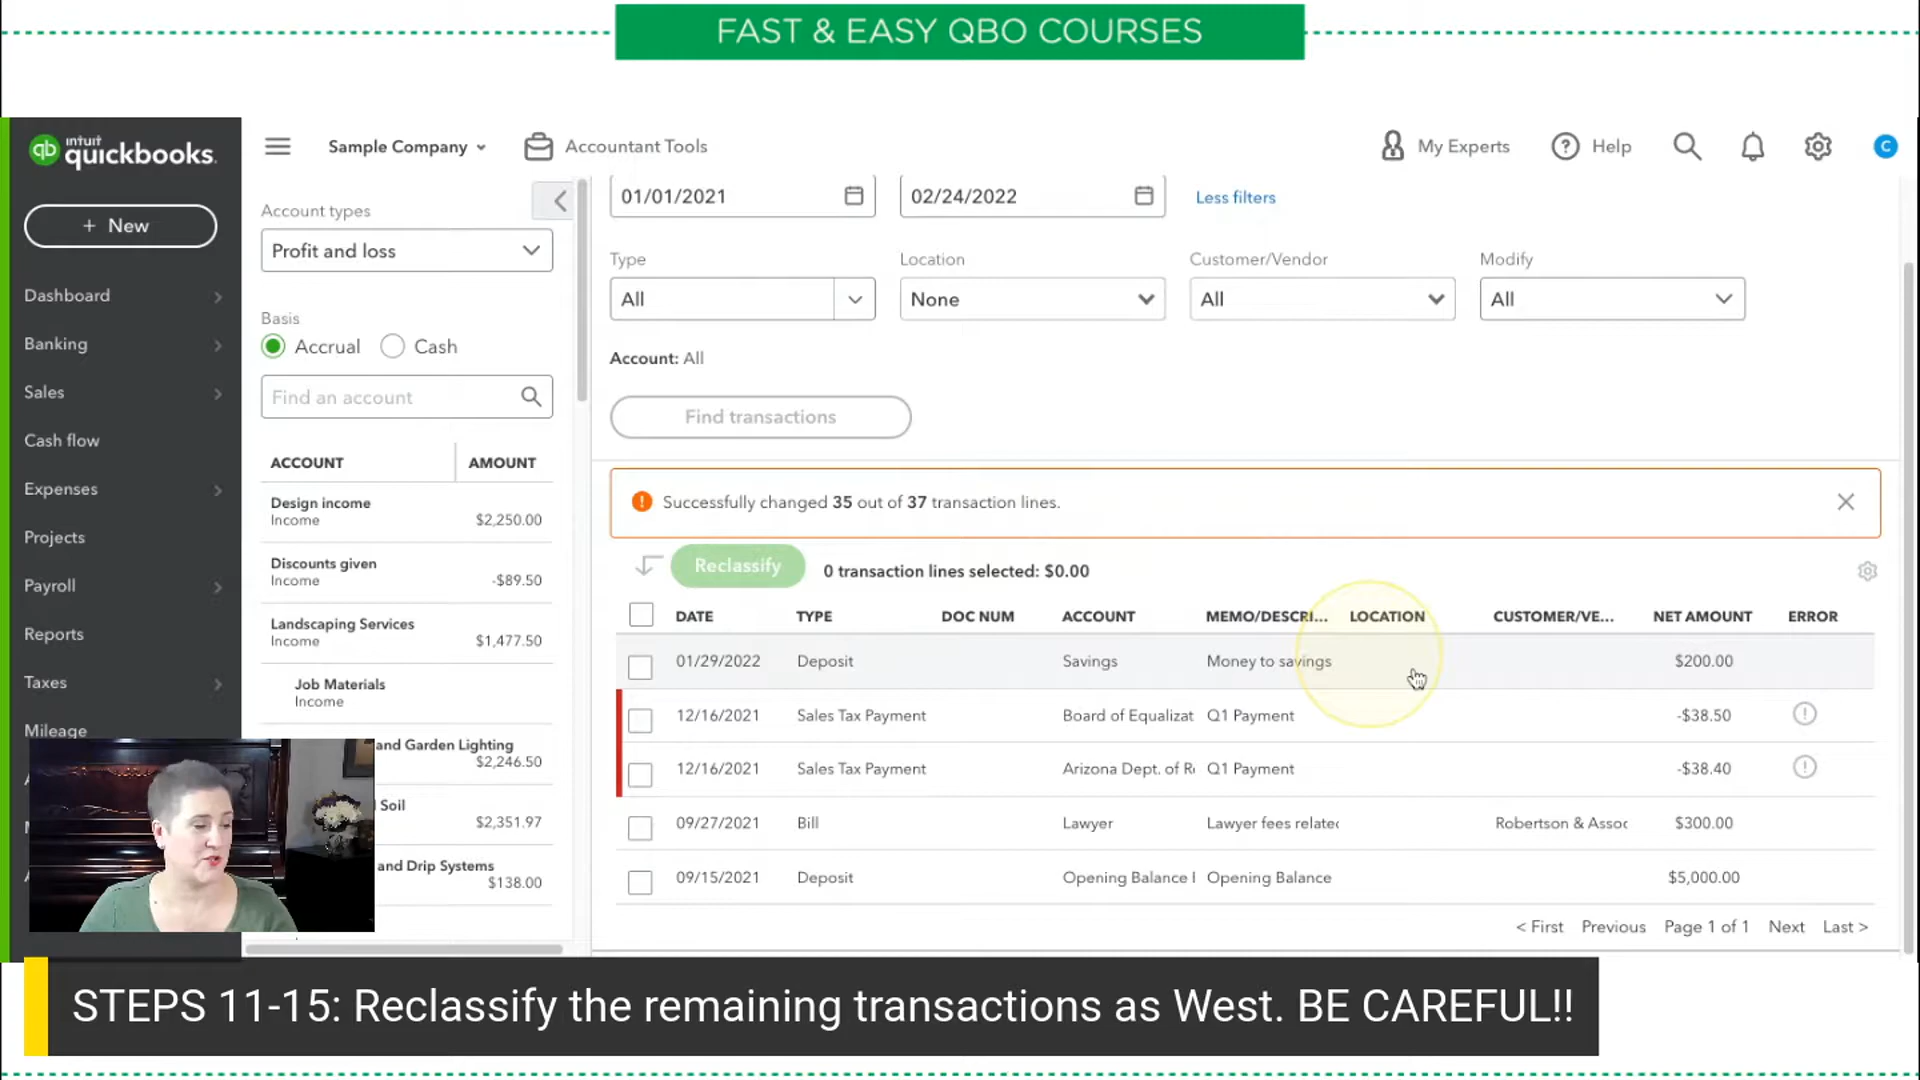 FAST & EASY QBO COURSES
intuit quickbooks.
Sample Company
Accountant Tools
My Experts
Help
C
+ New
Dashboard
Banking
Sales
Cash flow
Expenses
Projects
Payroll
Reports
Taxes
Mileage
Account types
Profit and loss
Basis
Accrual
Cash
Find an account
ACCOUNT AMOUNT
Design income
Income
$2,250.00
Discounts given
Income
-$89.50
Landscaping Services
Income
$1,477.50
Job Materials
Income
and Garden Lighting
$2,246.50
Soil
$2,351.97
and Drip Systems
$138.00
01/01/2021
02/24/2022
Less filters
Type
All
Location
None
Customer/Vendor
All
Modify
All
Account: All
Find transactions
Successfully changed 35 out of 37 transaction lines.
Reclassify
0 transaction lines selected: $0.00
DATE TYPE DOC NUM ACCOUNT MEMO/DESCRI... LOCATION CUSTOMER/VE... NET AMOUNT ERROR
01/29/2022 Deposit Savings Money to savings $200.00
12/16/2021 Sales Tax Payment Board of Equalizat Q1 Payment -$38.50
12/16/2021 Sales Tax Payment Arizona Dept. of Re Q1 Payment -$38.40
09/27/2021 Bill Lawyer Lawyer fees related Robertson & Assoc $300.00
09/15/2021 Deposit Opening Balance Opening Balance $5,000.00
< First Previous Page 1 of 1 Next Last >
STEPS 11-15: Reclassify the remaining transactions as West. BE CAREFUL!!